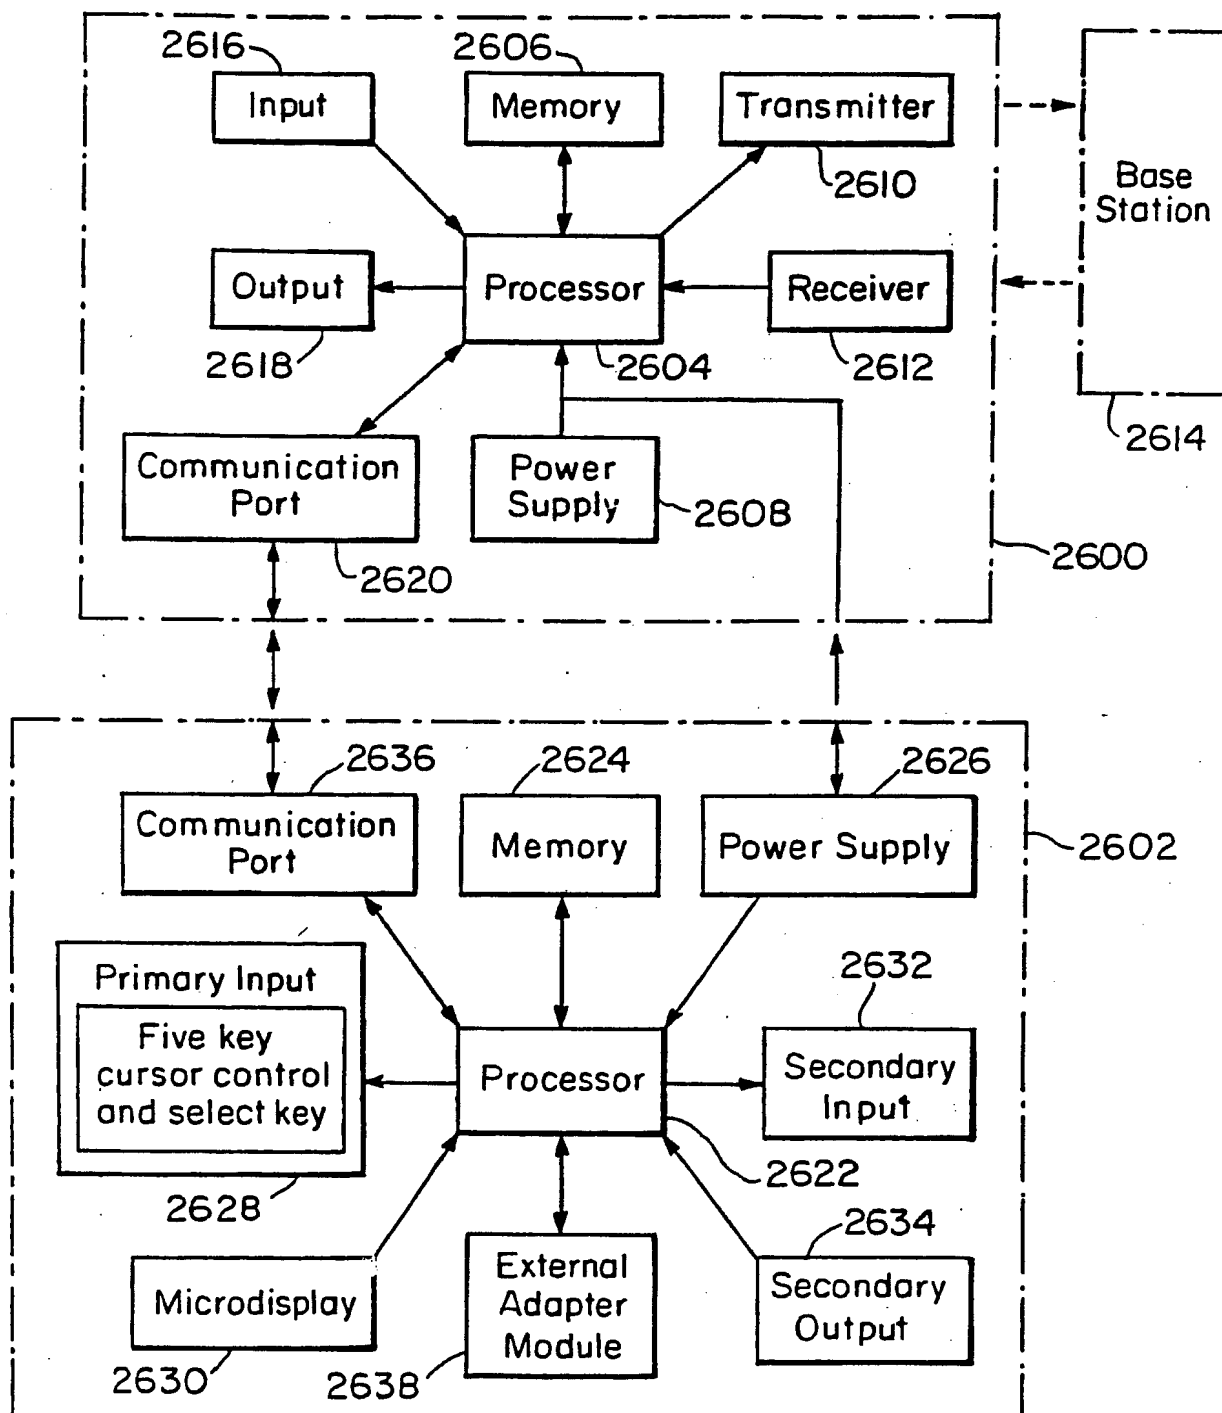 2616
2606
Input
Memory
Transmitter
2610
Base
Station
Output
Processor
Receiver
2618
2604
2612
2614
Communication
Port
Power
Supply
2608
2600
2620
2636
2624
2626
Communication
Port
Memory
Power Supply
2602
Primary Input
2632
Five key
cursor control
and select key
Processor
Secondary
Input
2622
2628
2634
Microdisplay
External
Adapter
Module
Secondary
Output
2630
2638